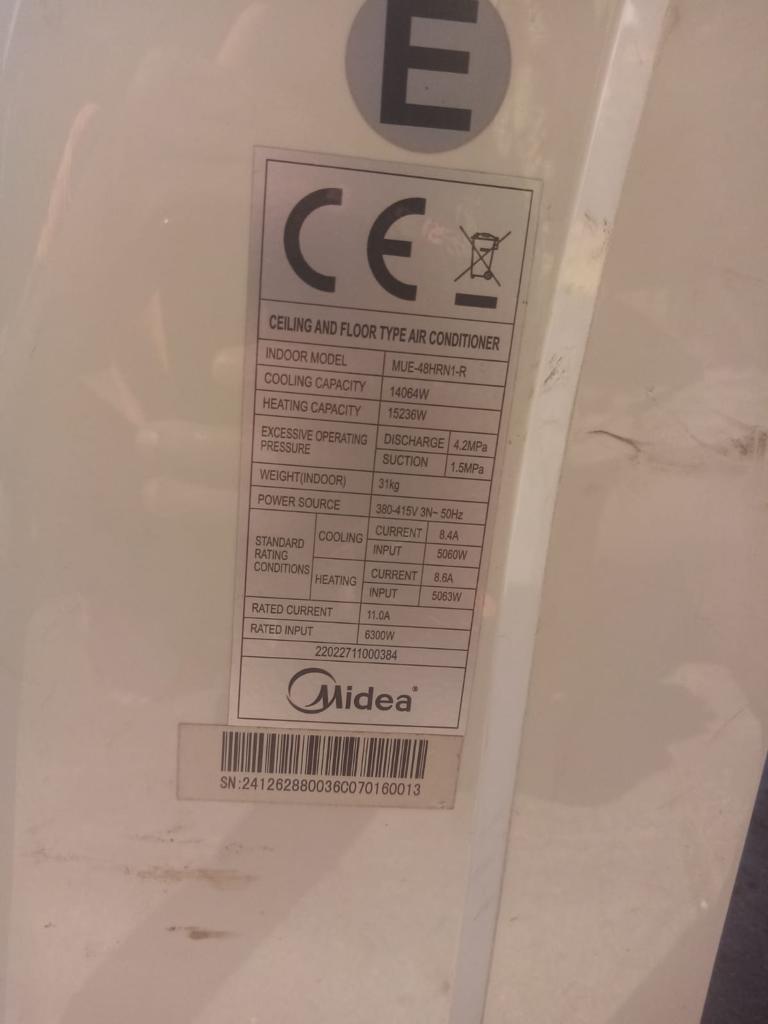 E
CE
CEILING AND FLOOR TYPE AIR CONDITIONER
INDOOR MODEL MUE-48HRN1-R
COOLING CAPACITY 14064W
HEATING CAPACITY 15236W
EXCESSIVE OPERATING PRESSURE DISCHARGE 4.2MPa
SUCTION 1.5MPa
WEIGHT(INDOOR) 31kg
POWER SOURCE 380-415V 3N~ 50Hz
STANDARD RATING CONDITIONS COOLING CURRENT 8.4A
INPUT 5060W
HEATING CURRENT 8.6A
INPUT 5063W
RATED CURRENT 11.0A
RATED INPUT 6300W
22022711000384
Midea®
SN:241262880036C070160013